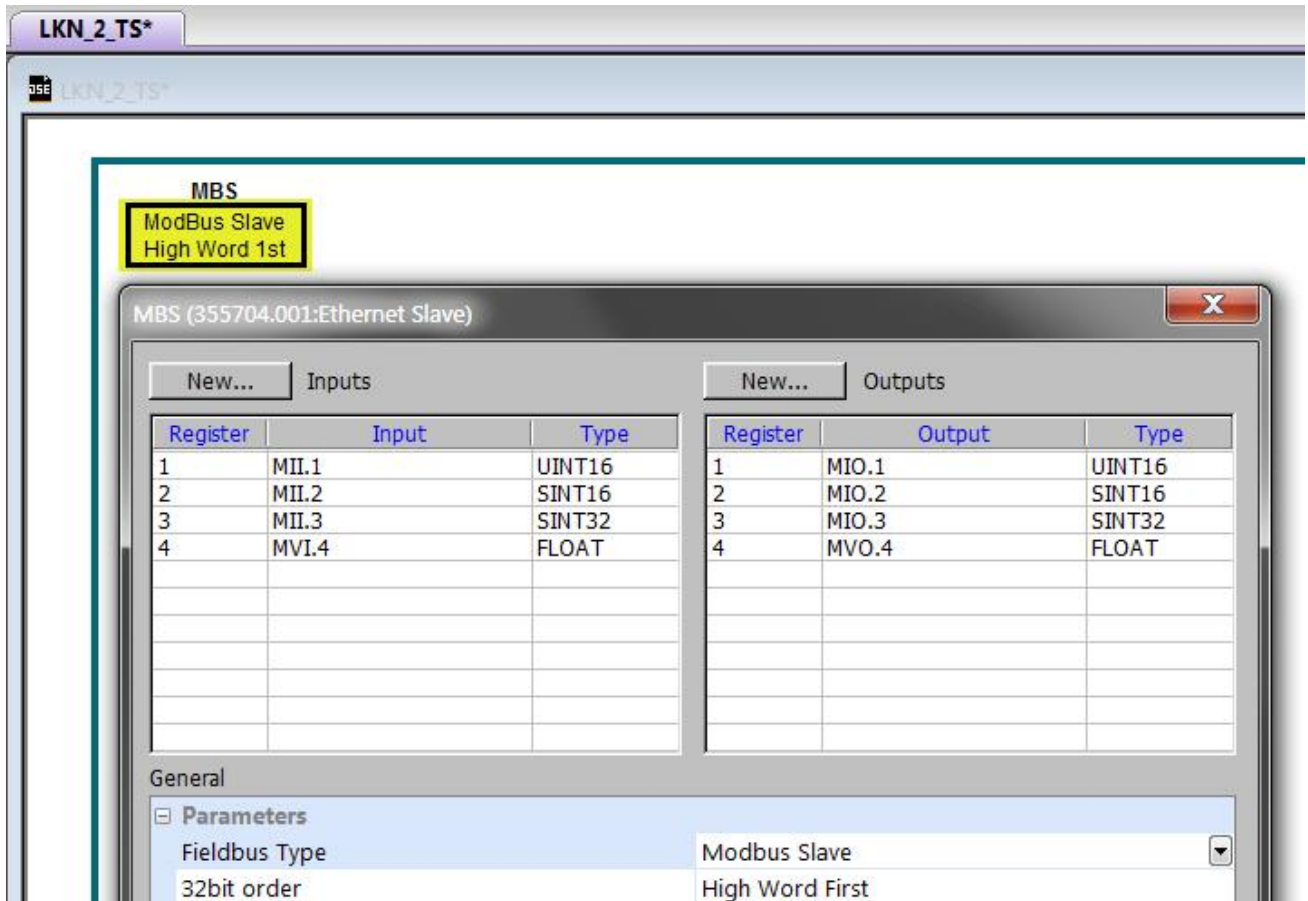 LKN_2_TS*
LKN_2_TS*
MBS
ModBus Slave
High Word 1st
MBS (355704.001:Ethernet Slave)
New... Inputs New... Outputs
Register Input Type Register Output Type
1 MII.1 UINT16 1 MIO.1 UINT16
2 MII.2 SINT16 2 MIO.2 SINT16
3 MII.3 SINT32 3 MIO.3 SINT32
4 MVI.4 FLOAT 4 MVO.4 FLOAT
General
Parameters
Fieldbus Type Modbus Slave
32bit order High Word First